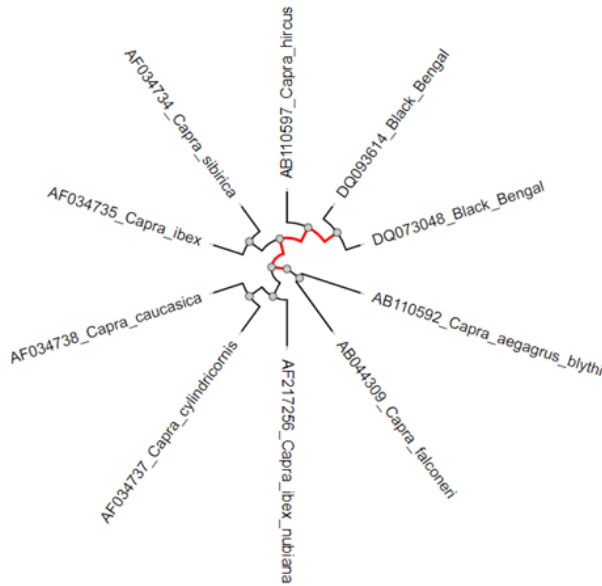 AF034734_Capra_sibirica
AB110597_Capra_hircus
DQ093614_Black_Bengal
DQ073048_Black_Bengal
AF034735_Capra_ibex
AF034738_Capra_caucasica
AB110592_Capra_aegagrus_blythi
AF034737_Capra_cylindricornis
AF217256_Capra_ibex_nubiana
AB044309_Capra_falconeri